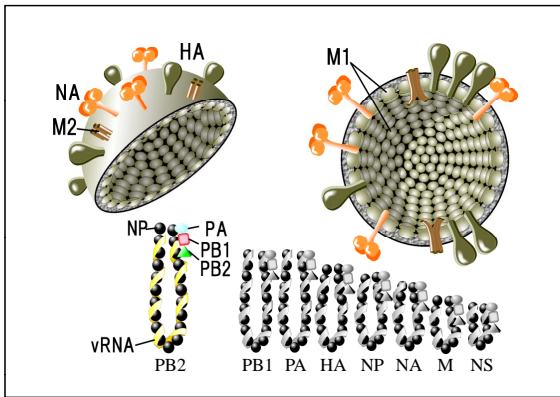 HA
NA
M2
M1
NP PA
PB1
PB2
vRNA
PB2 PB1 PA HA NP NA M NS